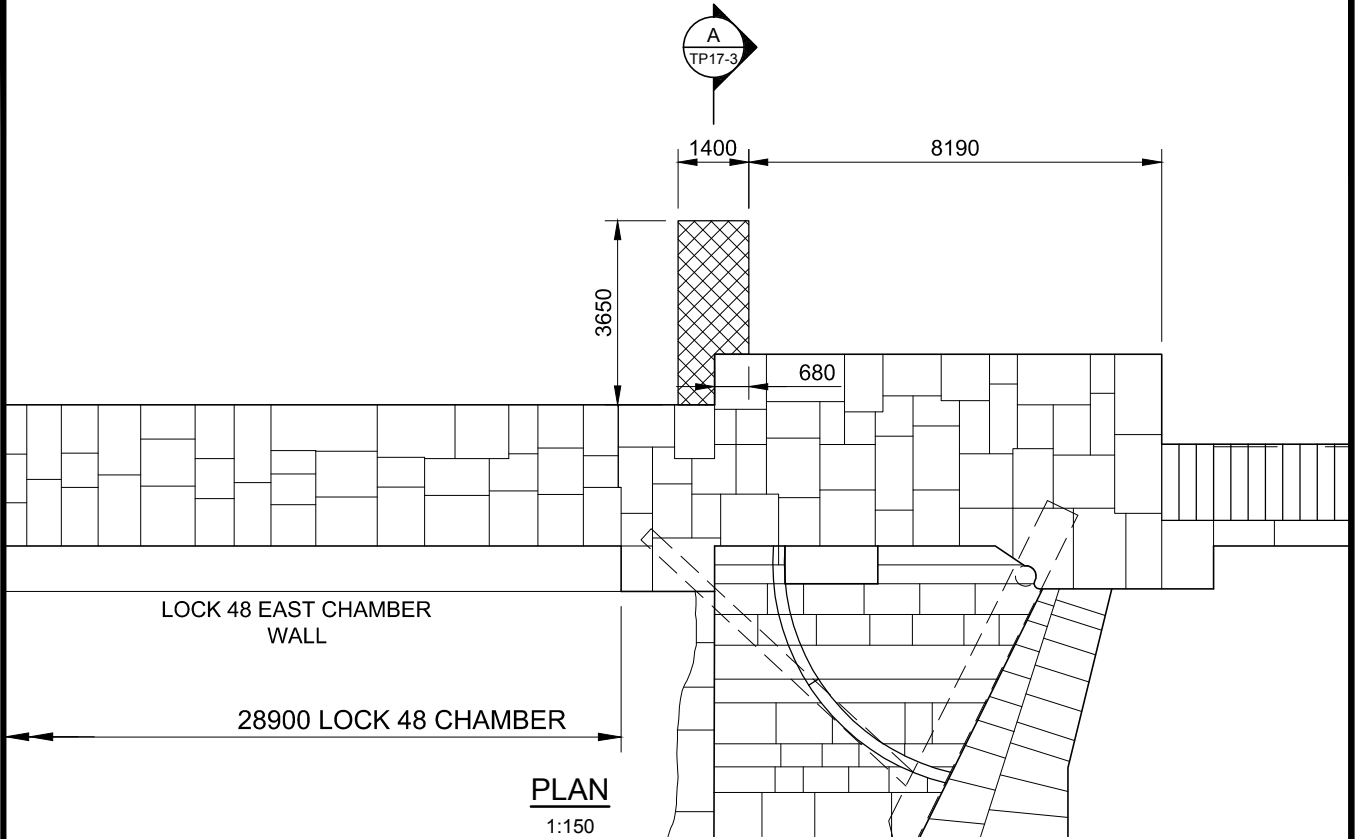 A
TP17-3
1400
8190
3650
680
LOCK 48 EAST CHAMBER
WALL
28900 LOCK 48 CHAMBER
PLAN
1:150